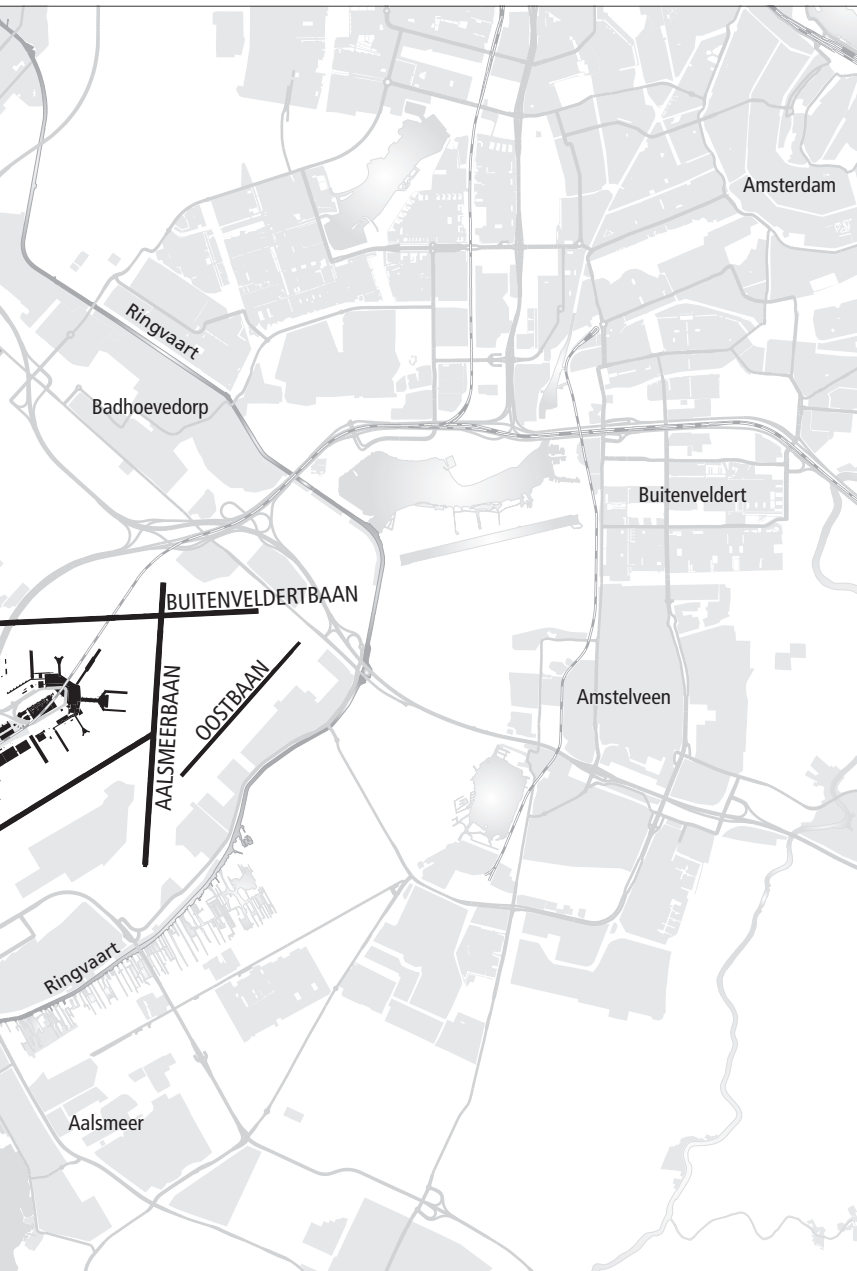 Amsterdam
Ringvaart
Badhoevedorp
Buitenveldert
BUITENVELDERTBAAN
OOSTBAAN
AALSMEERBAAN
Amstelveen
Ringvaart
Aalsmeer